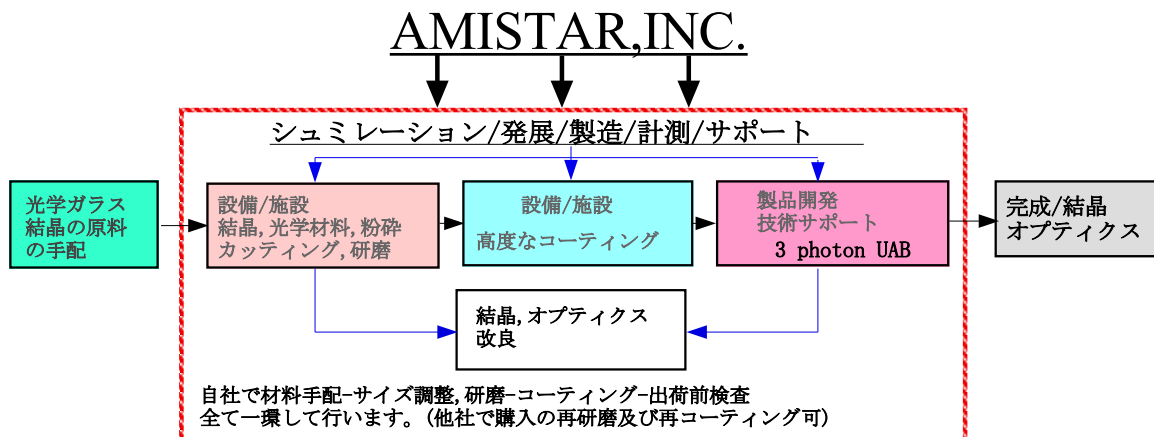 AMISTAR,INC.
シュミレーション/発展/製造/計測/サポート
光学ガラス
結晶の原料
の手配
設備/施設
結晶,光学材料,粉砕
カッティング,研磨
設備/施設
高度なコーティング
製品開発
技術サポート
3 photon UAB
完成/結晶
オプティクス
結晶,オプティクス
改良
自社で材料手配-サイズ調整,研磨-コーティング-出荷前検査
全て一環して行います。(他社で購入の再研磨及び再コーティング可)